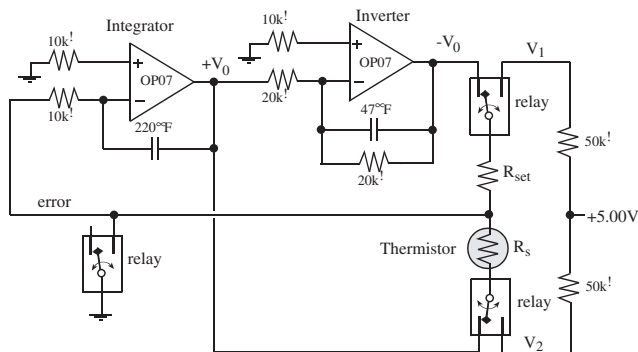 Integrator
Inverter
10k!
10k!
+V0
-V0
V1
OP07
OP07
10k!
20k!
relay
220°°F
47°°F
50k!
20k!
Rset
error
+5.00V
Thermistor
Rs
relay
50k!
relay
V2